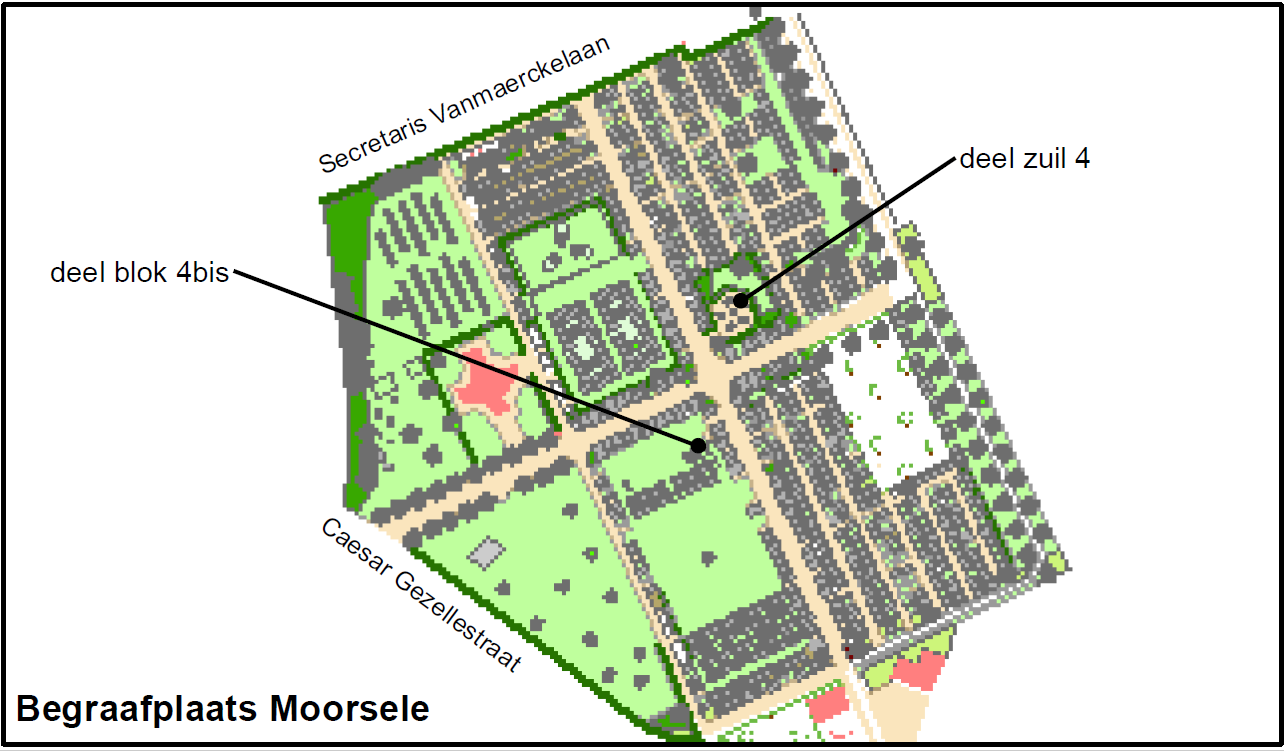 Secretaris Vanmaerckelaan
deel zuil 4
deel blok 4bis
Caesar Gezellestraat
Begraafplaats Moorsele